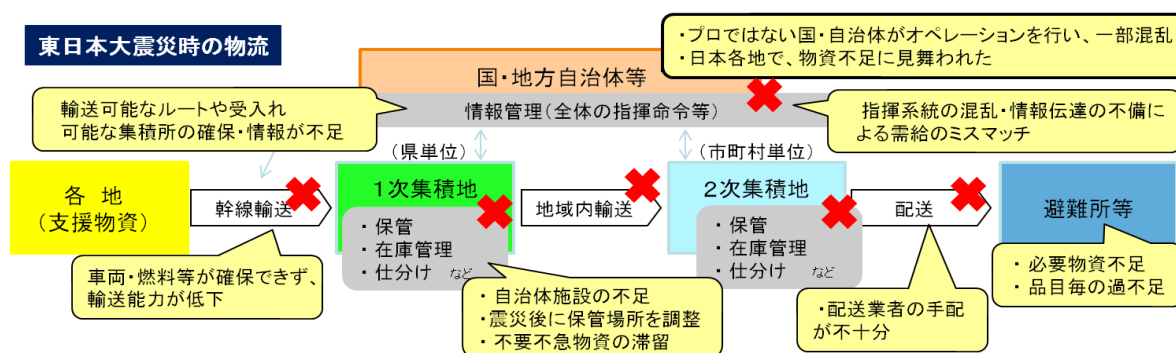 東日本大震災時の物流
・プロではない国・自治体がオペレーションを行い、一部混乱
・日本各地で、物資不足に見舞われた
国・地方自治体等
情報管理(全体の指揮命令等)
輸送可能なルートや受入れ
可能な集積所の確保・情報が不足
指揮系統の混乱・情報伝達の不備に
よる需給のミスマッチ
(県単位)
(市町村単位)
各 地
(支援物資)
幹線輸送
1次集積地
・保管
・在庫管理
・仕分け など
地域内輸送
2次集積地
・保管
・在庫管理
・仕分け など
配送
避難所等
車両・燃料等が確保できず、
輸送能力が低下
・自治体施設の不足
・震災後に保管場所を調整
・不要不急物資の滞留
・配送業者の手配
が不十分
・必要物資不足
・品目毎の過不足